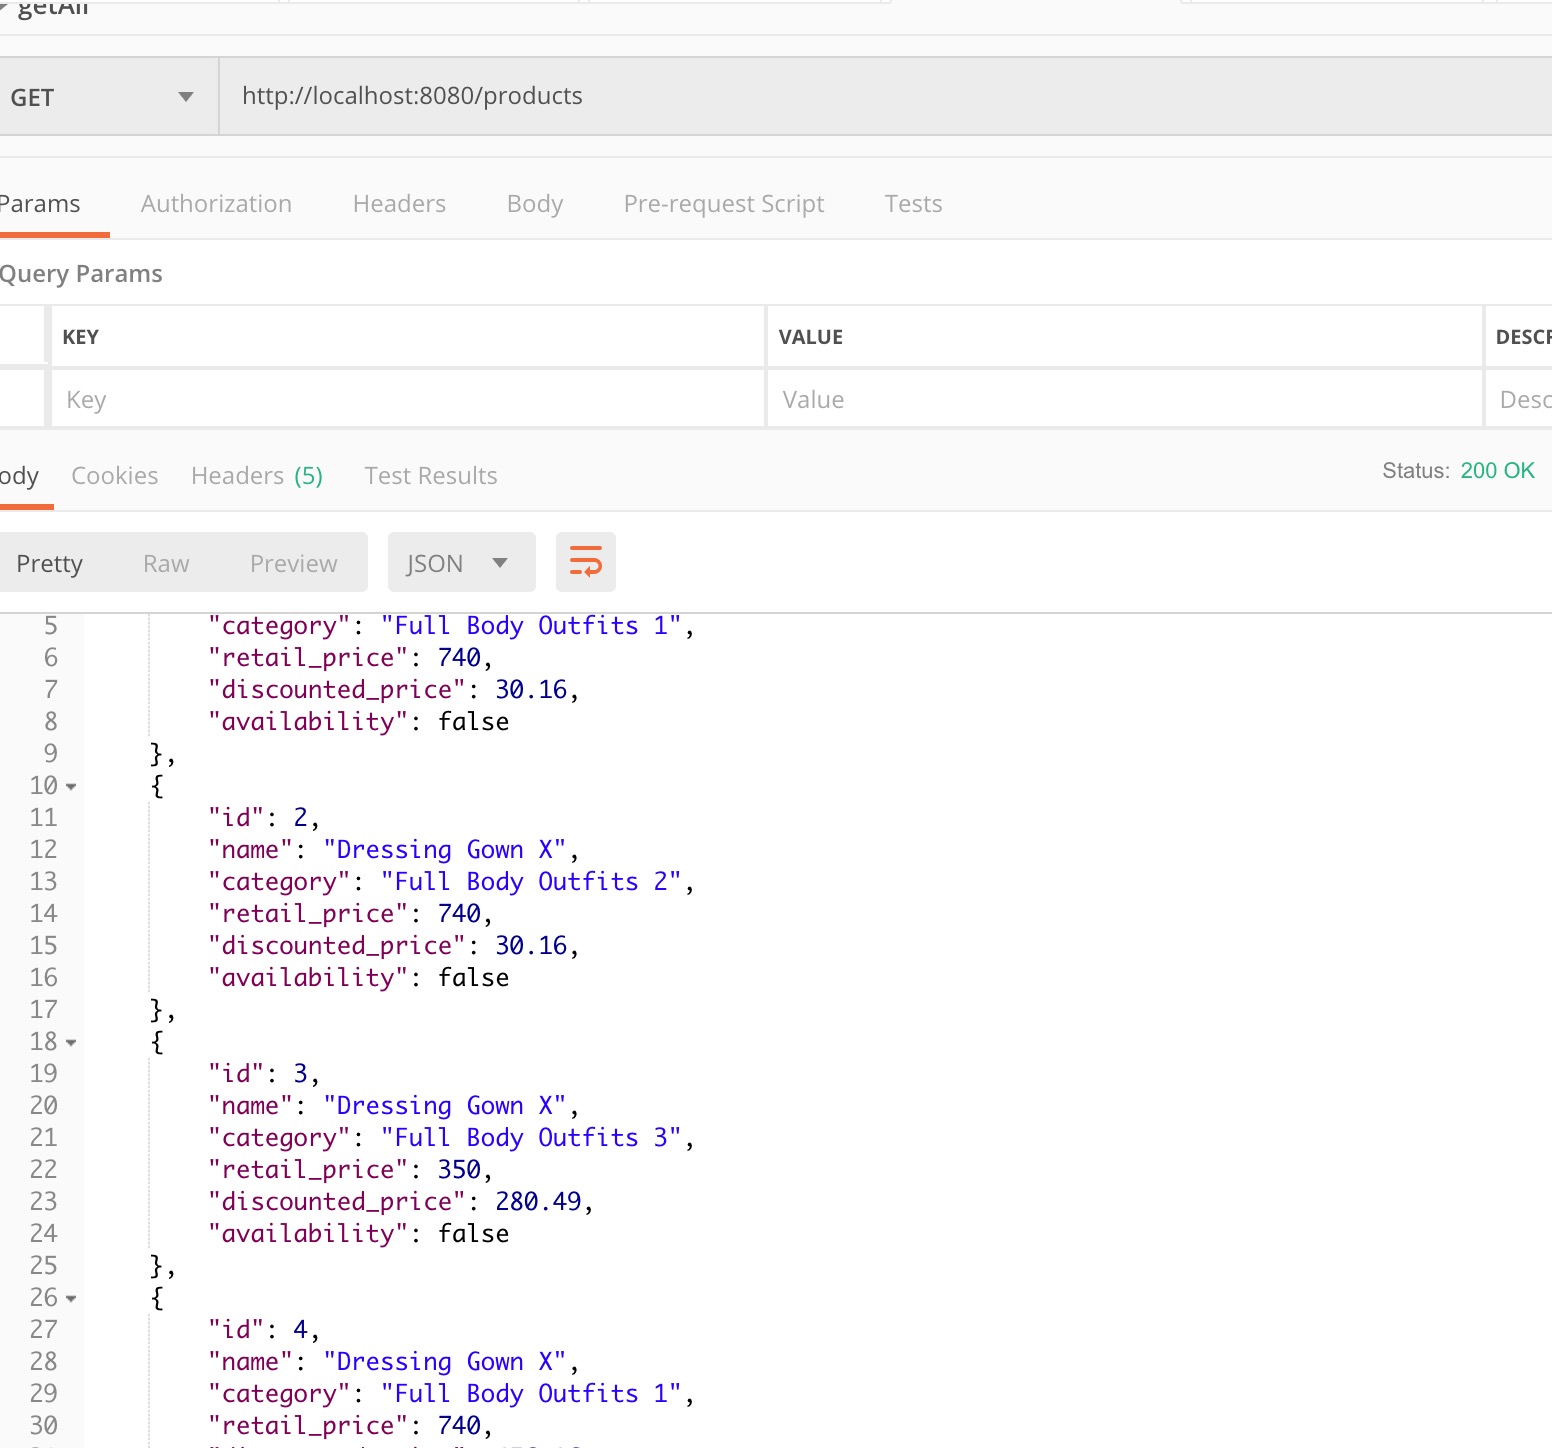 getAll
GET http://localhost:8080/products
Params Authorization Headers Body Pre-request Script Tests
Query Params
KEY VALUE DESCR
Key Value Desc
ody Cookies Headers (5) Test Results Status: 200 OK
Pretty Raw Preview JSON
5 "category": "Full Body Outfits 1",
6 "retail_price": 740,
7 "discounted_price": 30.16,
8 "availability": false
9 },
10 {
11 "id": 2,
12 "name": "Dressing Gown X",
13 "category": "Full Body Outfits 2",
14 "retail_price": 740,
15 "discounted_price": 30.16,
16 "availability": false
17 },
18 {
19 "id": 3,
20 "name": "Dressing Gown X",
21 "category": "Full Body Outfits 3",
22 "retail_price": 350,
23 "discounted_price": 280.49,
24 "availability": false
25 },
26 {
27 "id": 4,
28 "name": "Dressing Gown X",
29 "category": "Full Body Outfits 1",
30 "retail_price": 740,